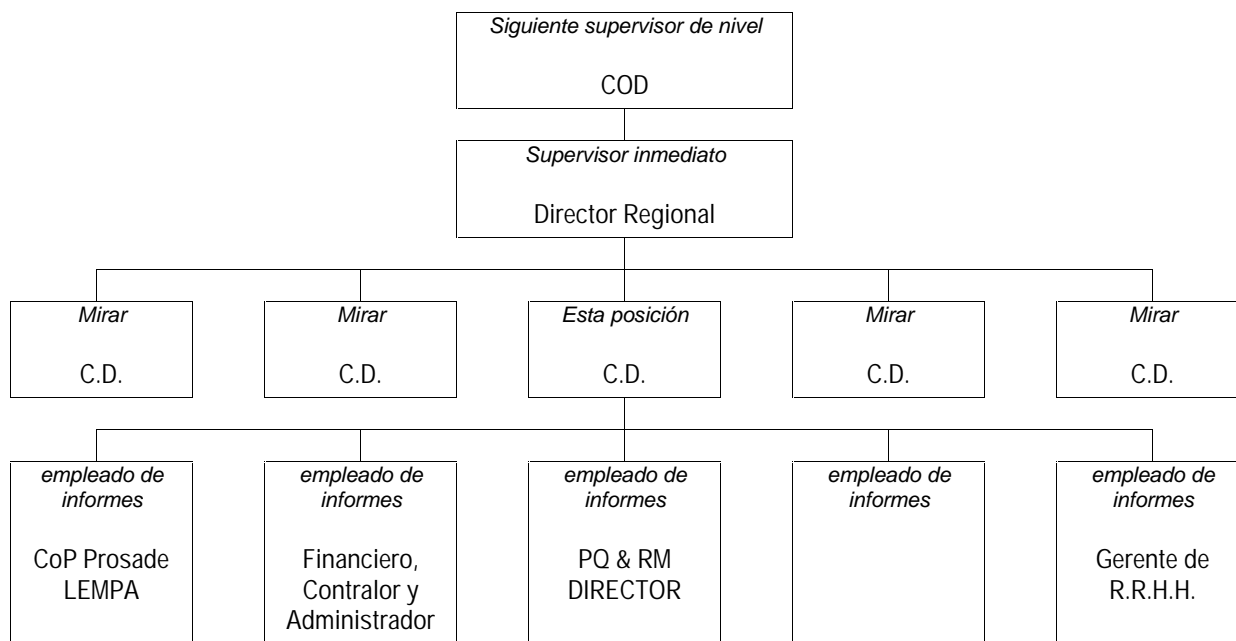 Siguiente supervisor de nivel
COD
Supervisor inmediato
Director Regional
Mirar
C.D.
Mirar
C.D.
Esta posición
C.D.
Mirar
C.D.
Mirar
C.D.
empleado de
informes
CoP Prosade
LEMPA
empleado de
informes
Financiero,
Contralor y
Administrador
empleado de
informes
PQ & RM
DIRECTOR
empleado de
informes
empleado de
informes
Gerente de
R.R.H.H.